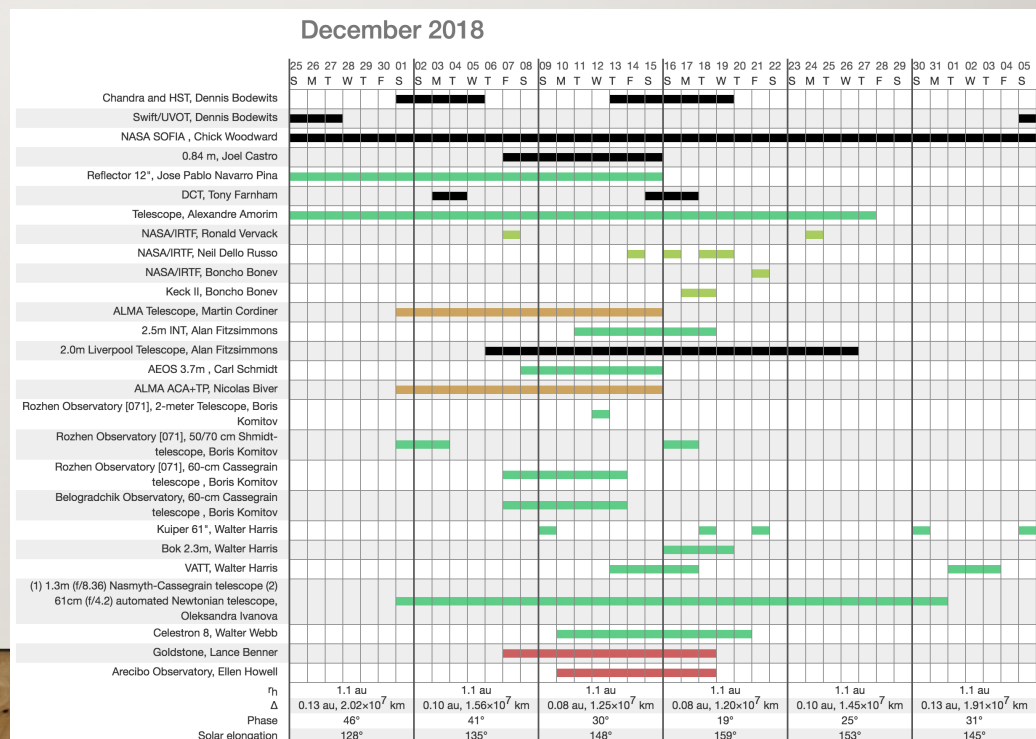 December 2018
25 26 27 28 29 30 01 02 03 04 05 06 07 08 09 10 11 12 13 14 15 16 17 18 19 20 21 22 23 24 25 26 27 28 29 30 31 01 02 03 04 05
S M T W T F S S M T W T F S S M T W T F S S M T W T F S S M T W T F S S M T W T F S
Chandra and HST, Dennis Bodewits
Swift/UVOT, Dennis Bodewits
NASA SOFIA , Chick Woodward
0.84 m, Joel Castro
Reflector 12", Jose Pablo Navarro Pina
DCT, Tony Farnham
Telescope, Alexandre Amorim
NASA/IRTF, Ronald Vervack
NASA/IRTF, Neil Dello Russo
NASA/IRTF, Boncho Bonev
Keck II, Boncho Bonev
ALMA Telescope, Martin Cordiner
2.5m INT, Alan Fitzsimmons
2.0m Liverpool Telescope, Alan Fitzsimmons
AEOS 3.7m , Carl Schmidt
ALMA ACA+TP, Nicolas Biver
Rozhen Observatory [071], 2-meter Telescope, Boris
Komitov
Rozhen Observatory [071], 50/70 cm Shmidt-
telescope, Boris Komitov
Rozhen Observatory [071], 60-cm Cassegrain
telescope , Boris Komitov
Belogradchik Observatory, 60-cm Cassegrain
telescope , Boris Komitov
Kuiper 61", Walter Harris
Bok 2.3m, Walter Harris
VATT, Walter Harris
(1) 1.3m (f/8.36) Nasmyth-Cassegrain telescope (2)
61cm (f/4.2) automated Newtonian telescope,
Oleksandra Ivanova
Celestron 8, Walter Webb
Goldstone, Lance Benner
Arecibo Observatory, Ellen Howell
rh 1.1 au 1.1 au 1.1 au 1.1 au 1.1 au 1.1 au
Δ 0.13 au, 2.02×10⁷ km 0.10 au, 1.56×10⁷ km 0.08 au, 1.25×10⁷ km 0.08 au, 1.20×10⁷ km 0.10 au, 1.45×10⁷ km 0.13 au, 1.91×10⁷ km
Phase 46° 41° 30° 19° 25° 31°
Solar elongation 128° 135° 148° 159° 153° 145°